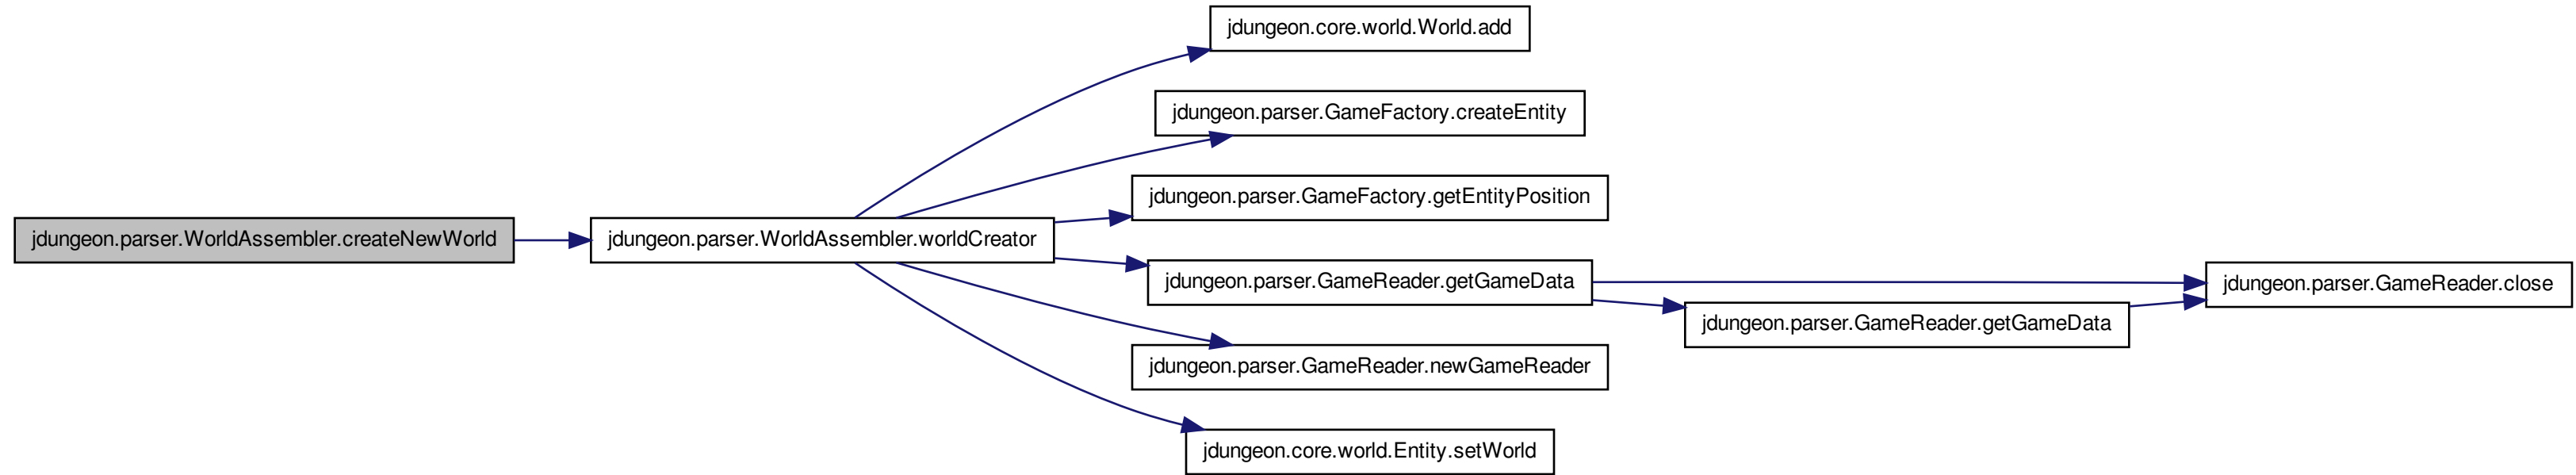 jdungeon.core.world.World.add
jdungeon.parser.GameFactory.createEntity
jdungeon.parser.GameFactory.getEntityPosition
jdungeon.parser.WorldAssembler.createNewWorld
jdungeon.parser.WorldAssembler.worldCreator
jdungeon.parser.GameReader.getGameData
jdungeon.parser.GameReader.close
jdungeon.parser.GameReader.getGameData
jdungeon.parser.GameReader.newGameReader
jdungeon.core.world.Entity.setWorld